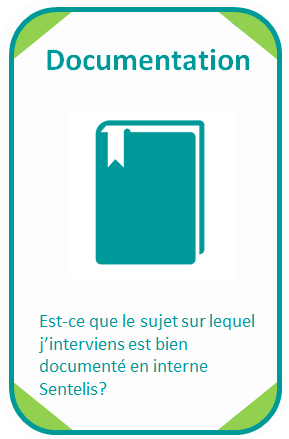 Documentation
Est-ce que le sujet sur lequel
j’interviens est bien
documenté en interne
Sentelis?